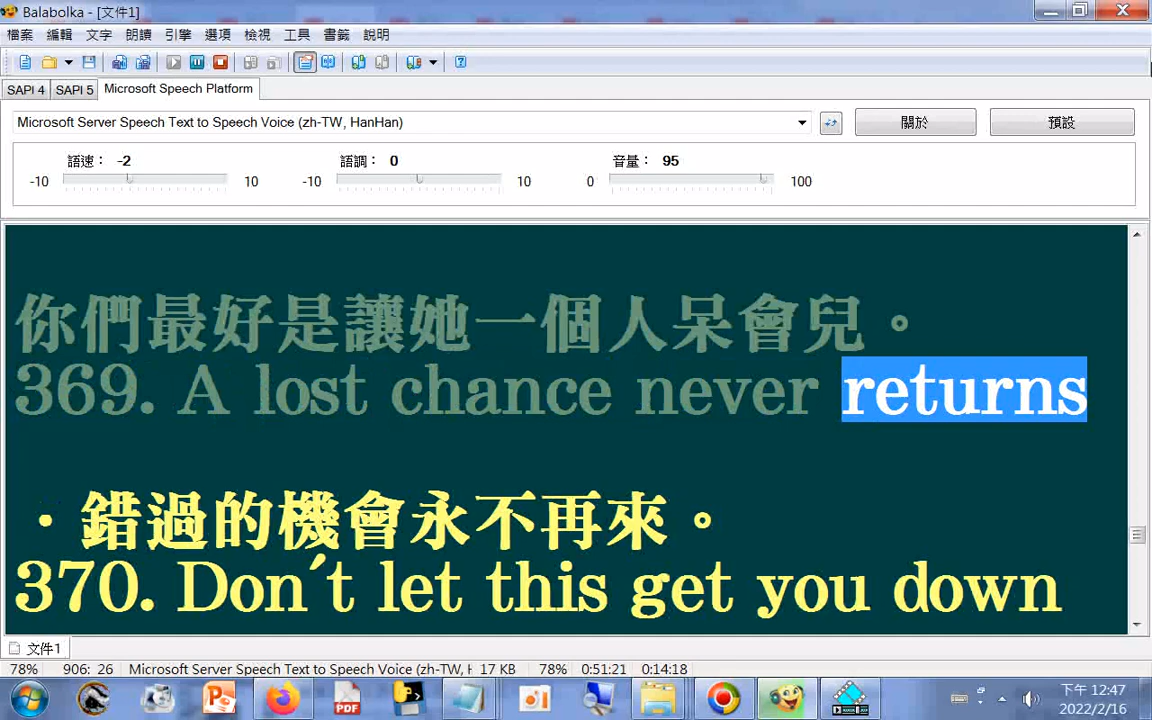 Balabolka - [文件1]
檔案 編輯 文字 朗讀 引擎 選項 檢視 工具 書籤 說明
SAPI 4 SAPI 5 Microsoft Speech Platform
Microsoft Server Speech Text to Speech Voice (zh-TW, HanHan) 關於 預設
語速： -2 語調： 0 音量： 95
-10 10 -10 10 0 100
你們最好是讓她一個人呆會兒。
369. A lost chance never returns
．錯過的機會永不再來。
370. Don´t let this get you down
文件1
78% 906: 26 Microsoft Server Speech Text to Speech Voice (zh-TW, H 17 KB 78% 0:51:21 0:14:18
下午 12:47
2022/2/16